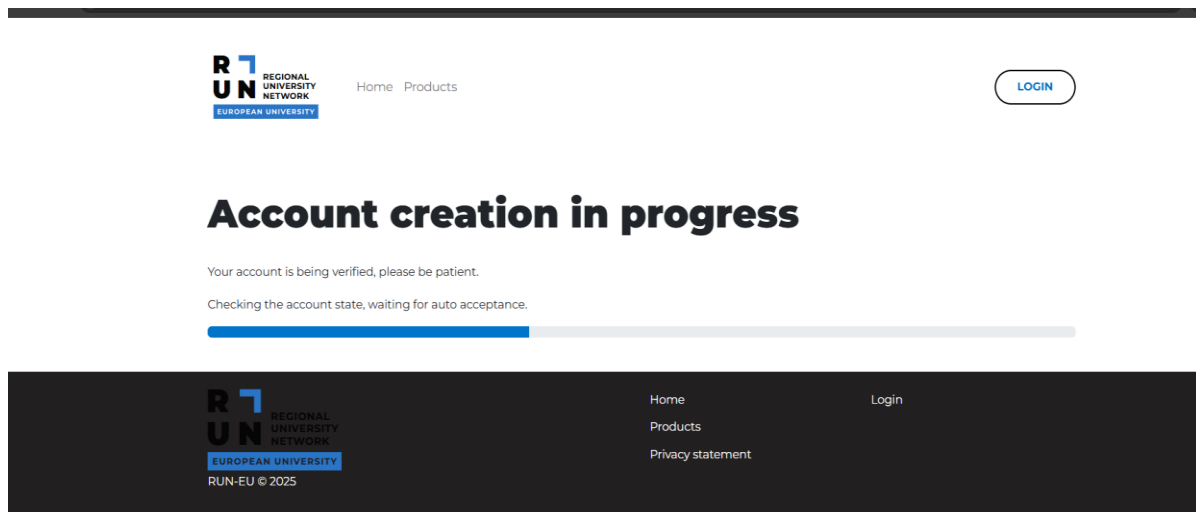 R
UN
REGIONAL
UNIVERSITY
NETWORK
EUROPEAN UNIVERSITY
Home Products
LOGIN
Account creation in progress
Your account is being verified, please be patient.
Checking the account state, waiting for auto acceptance.
R
UN
REGIONAL
UNIVERSITY
NETWORK
EUROPEAN UNIVERSITY
RUN-EU © 2025
Home
Products
Privacy statement
Login